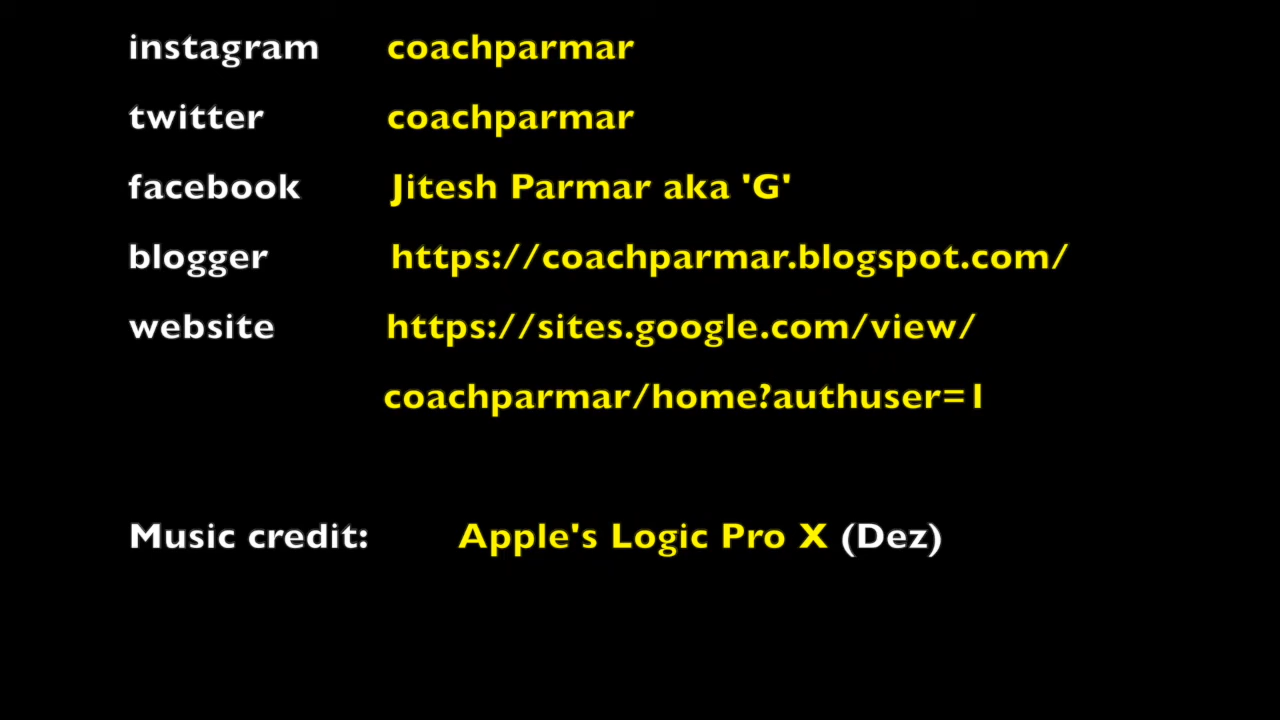 instagram coachparmar
twitter coachparmar
facebook Jitesh Parmar aka 'G'
blogger https://coachparmar.blogspot.com/
website https://sites.google.com/view/
coachparmar/home?authuser=1
Music credit: Apple's Logic Pro X (Dez)